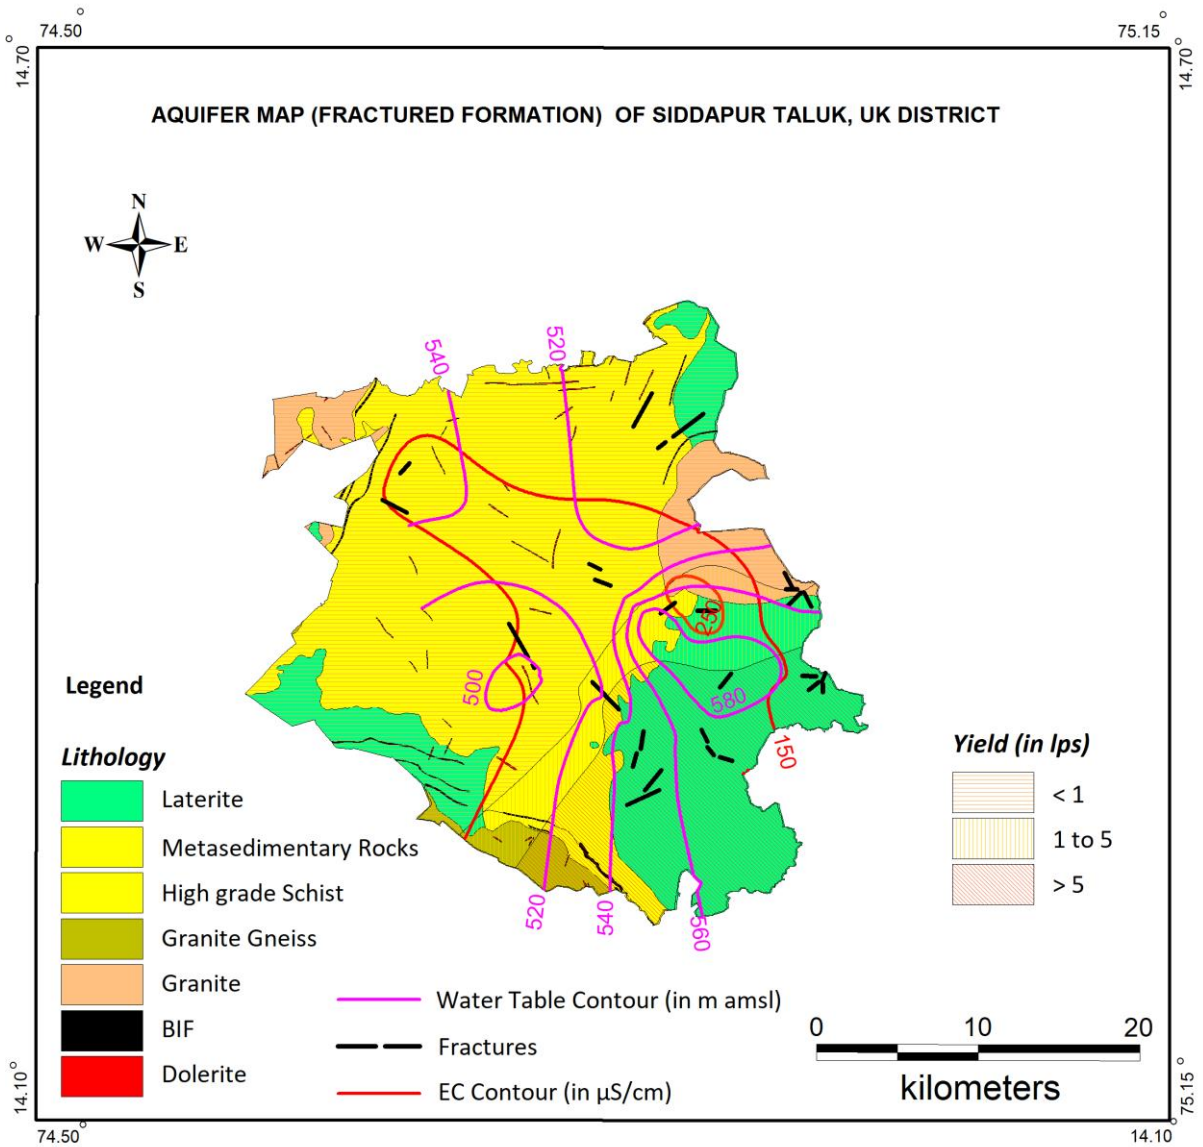 74.50°
75.15°
14.70°
14.70°
AQUIFER MAP (FRACTURED FORMATION) OF SIDDAPUR TALUK, UK DISTRICT
N
W E
S
540
520
250
500
580
150
520
540
560
Legend
Lithology
Laterite
Metasedimentary Rocks
High grade Schist
Granite Gneiss
Granite
BIF
Dolerite
Water Table Contour (in m amsl)
Fractures
EC Contour (in µS/cm)
Yield (in lps)
< 1
1 to 5
> 5
0 10 20
kilometers
14.10°
75.15°
74.50°
14.10°